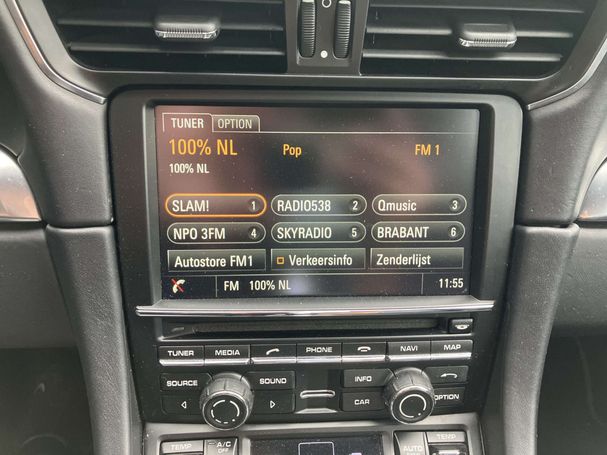 TUNER OPTION
100% NL Pop FM 1
100% NL
SLAM! 1 RADIO538 2 Qmusic 3
NPO 3FM 4 SKYRADIO 5 BRABANT 6
Autostore FM1 Verkeersinfo Zenderlijst
FM 100% NL 11:55
TUNER MEDIA PHONE NAVI MAP
SOURCE SOUND INFO
CAR OPTION
TEMP A/C OFF AUTO TEMP